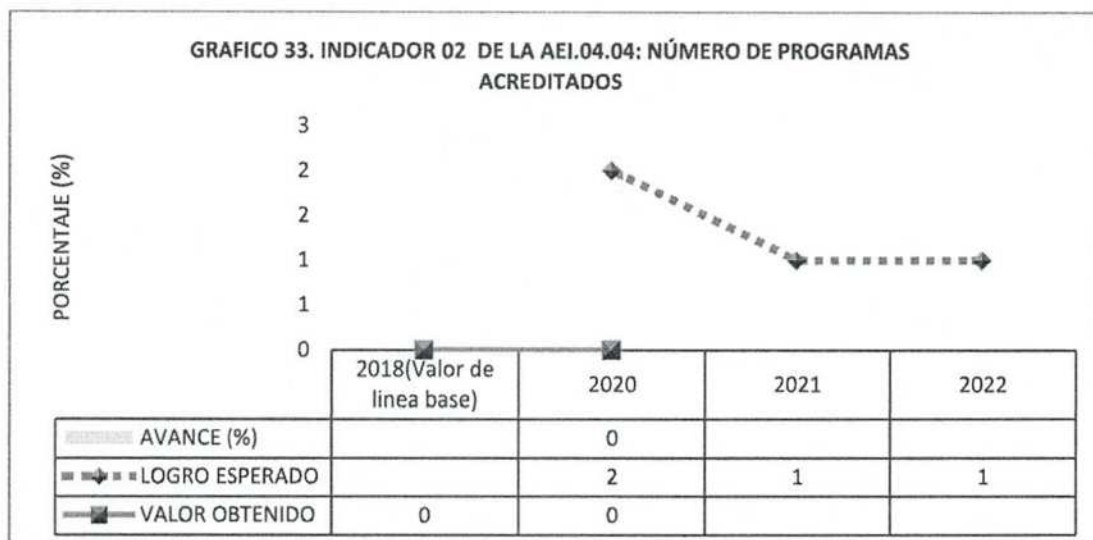 GRAFICO 33. INDICADOR 02 DE LA AEI.04.04: NÚMERO DE PROGRAMAS
ACREDITADOS
PORCENTAJE (%)
3
2
2
1
1
0
2018(Valor de
linea base)
2020
2021
2022
AVANCE (%)
0
LOGRO ESPERADO
2
1
1
VALOR OBTENIDO
0
0